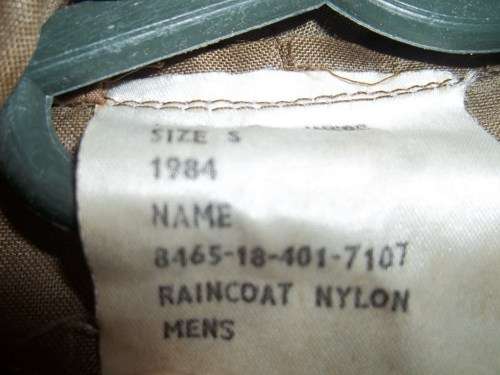 SIZE S
1984
NAME
8465-18-401-7107
RAINCOAT NYLON
MENS